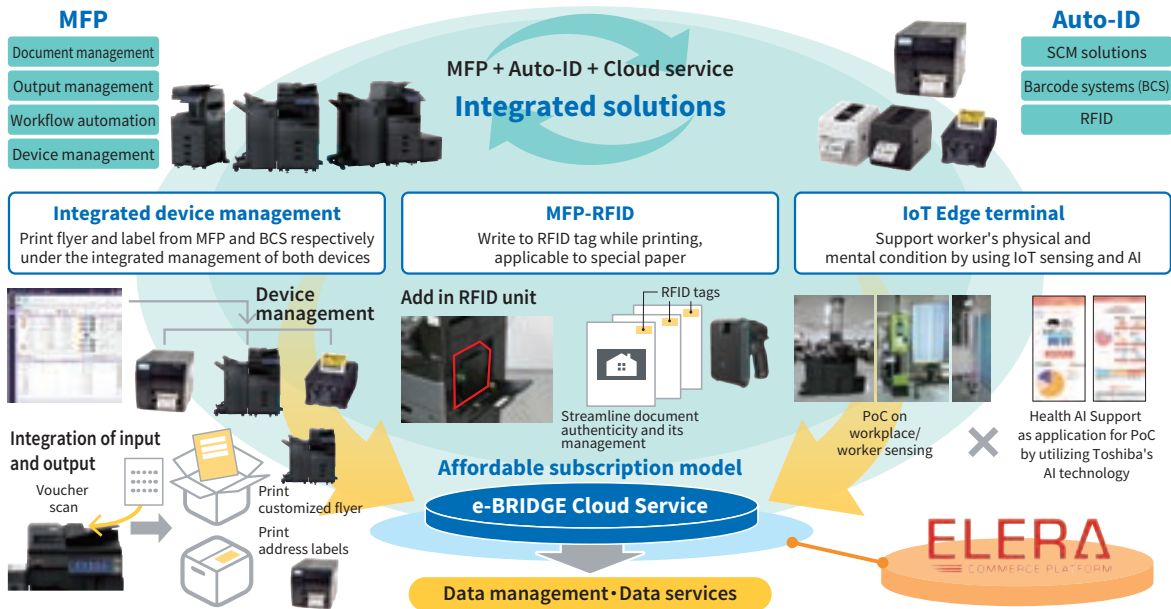 MFP
Document management
Output management
Workflow automation
Device management
MFP + Auto-ID + Cloud service
Integrated solutions
Auto-ID
SCM solutions
Barcode systems (BCS)
RFID
Integrated device management
Print flyer and label from MFP and BCS respectively
under the integrated management of both devices
MFP-RFID
Write to RFID tag while printing,
applicable to special paper
IoT Edge terminal
Support worker's physical and
mental condition by using IoT sensing and AI
Device
management
Add in RFID unit
RFID tags
Streamline document
authenticity and its
management
PoC on
workplace/
worker sensing
Health AI Support
as application for PoC
by utilizing Toshiba's
AI technology
Integration of input
and output
Voucher
scan
Print
customized flyer
Print
address labels
Affordable subscription model
e-BRIDGE Cloud Service
Data management・Data services
ELERA
COMMERCE PLATFORM